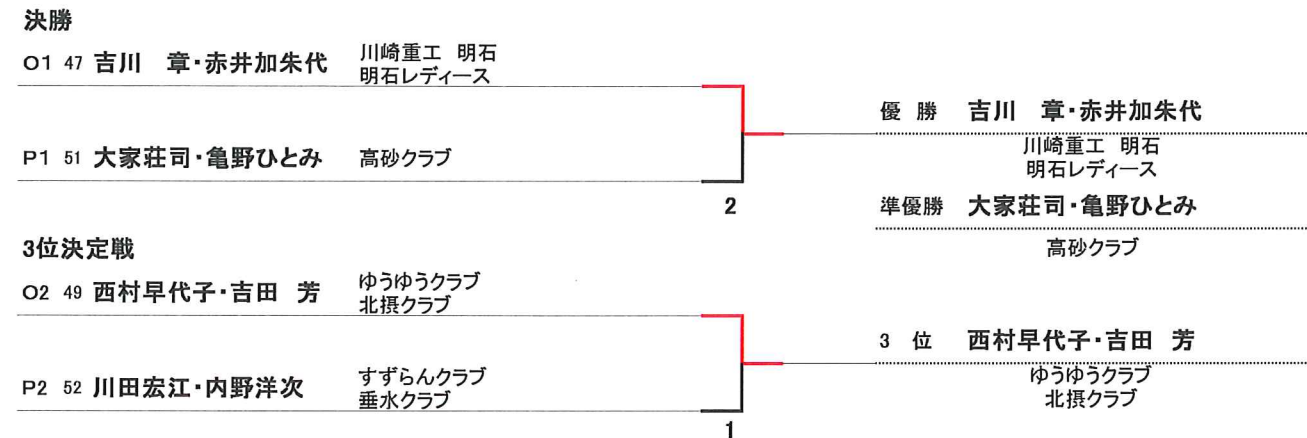 決勝
O1 47 吉川　章・赤井加朱代 川崎重工 明石
明石レディース
P1 51 大家荘司・亀野ひとみ 高砂クラブ
2
優 勝 吉川　章・赤井加朱代
川崎重工 明石
明石レディース
準優勝 大家荘司・亀野ひとみ
高砂クラブ
3位決定戦
O2 49 西村早代子・吉田　芳 ゆうゆうクラブ
北摂クラブ
P2 52 川田宏江・内野洋次 すずらんクラブ
垂水クラブ
1
3 位 西村早代子・吉田　芳
ゆうゆうクラブ
北摂クラブ